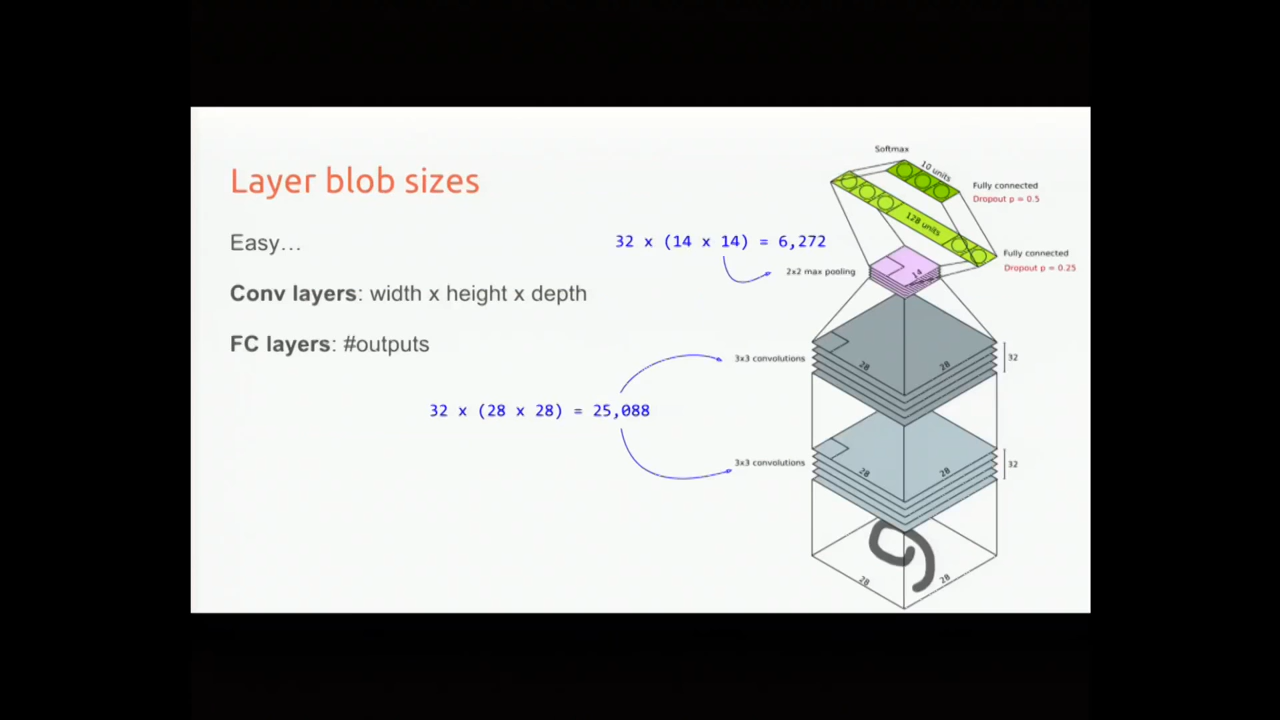 Layer blob sizes
Easy…
Conv layers: width x height x depth
FC layers: #outputs
32 x (14 x 14) = 6,272
32 x (28 x 28) = 25,088
Softmax
10 units
Fully connected
Dropout p = 0.5
128 units
Fully connected
Dropout p = 0.25
2x2 max pooling
14
3x3 convolutions
28
28
32
3x3 convolutions
28
28
32
9
28
28